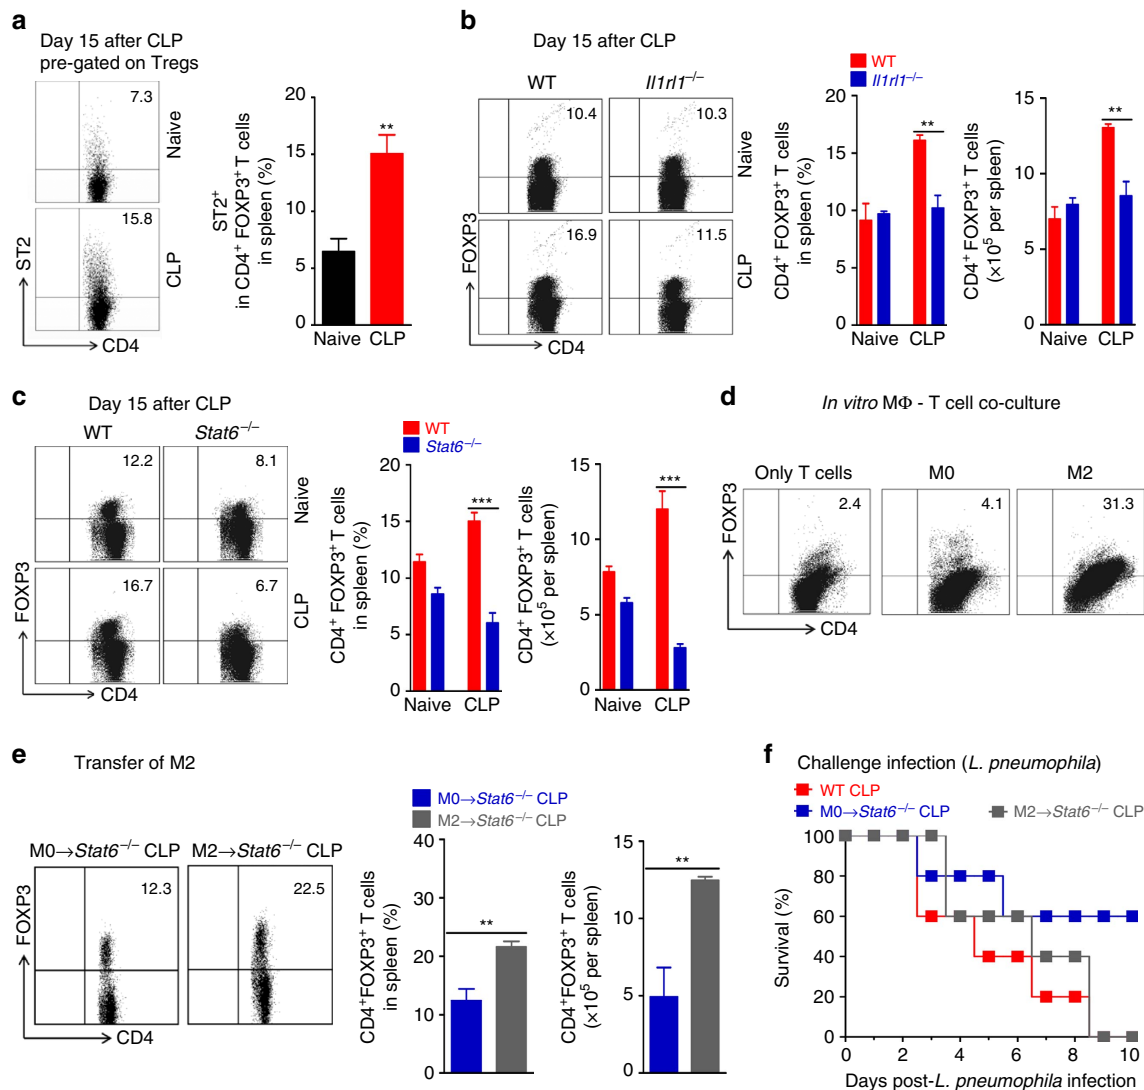 a
Day 15 after CLP
pre-gated on Tregs
7.3
Naive
15.8
CLP
ST2
CD4
20
15
10
5
0
ST2+
in CD4+ FOXP3+ T cells
in spleen (%)
**
Naive CLP
b
Day 15 after CLP
WT
Il1rl1–/–
10.4
10.3
Naive
16.9
11.5
CLP
FOXP3
CD4
WT
Il1rl1–/–
20
15
10
5
0
CD4+ FOXP3+ T cells
in spleen (%)
**
Naive CLP
15
10
5
0
CD4+ FOXP3+ T cells
(×105 per spleen)
**
Naive CLP
c
Day 15 after CLP
WT
Stat6–/–
12.2
8.1
Naive
16.7
6.7
CLP
FOXP3
CD4
WT
Stat6–/–
20
15
10
5
0
CD4+ FOXP3+ T cells
in spleen (%)
***
Naive CLP
15
10
5
0
CD4+ FOXP3+ T cells
(×105 per spleen)
***
Naive CLP
d
In vitro MΦ - T cell co-culture
Only T cells
M0
M2
2.4
4.1
31.3
FOXP3
CD4
e
Transfer of M2
M0→Stat6–/– CLP
M2→Stat6–/– CLP
12.3
22.5
FOXP3
CD4
M0→Stat6–/– CLP
M2→Stat6–/– CLP
40
30
20
10
0
CD4+FOXP3+ T cells
in spleen (%)
**
15
10
5
0
CD4+FOXP3+ T cells
(×105 per spleen)
**
f
Challenge infection (L. pneumophila)
WT CLP
M0→Stat6–/– CLP
M2→Stat6–/– CLP
100
80
60
40
20
0
Survival (%)
0 2 4 6 8 10
Days post-L. pneumophila infection